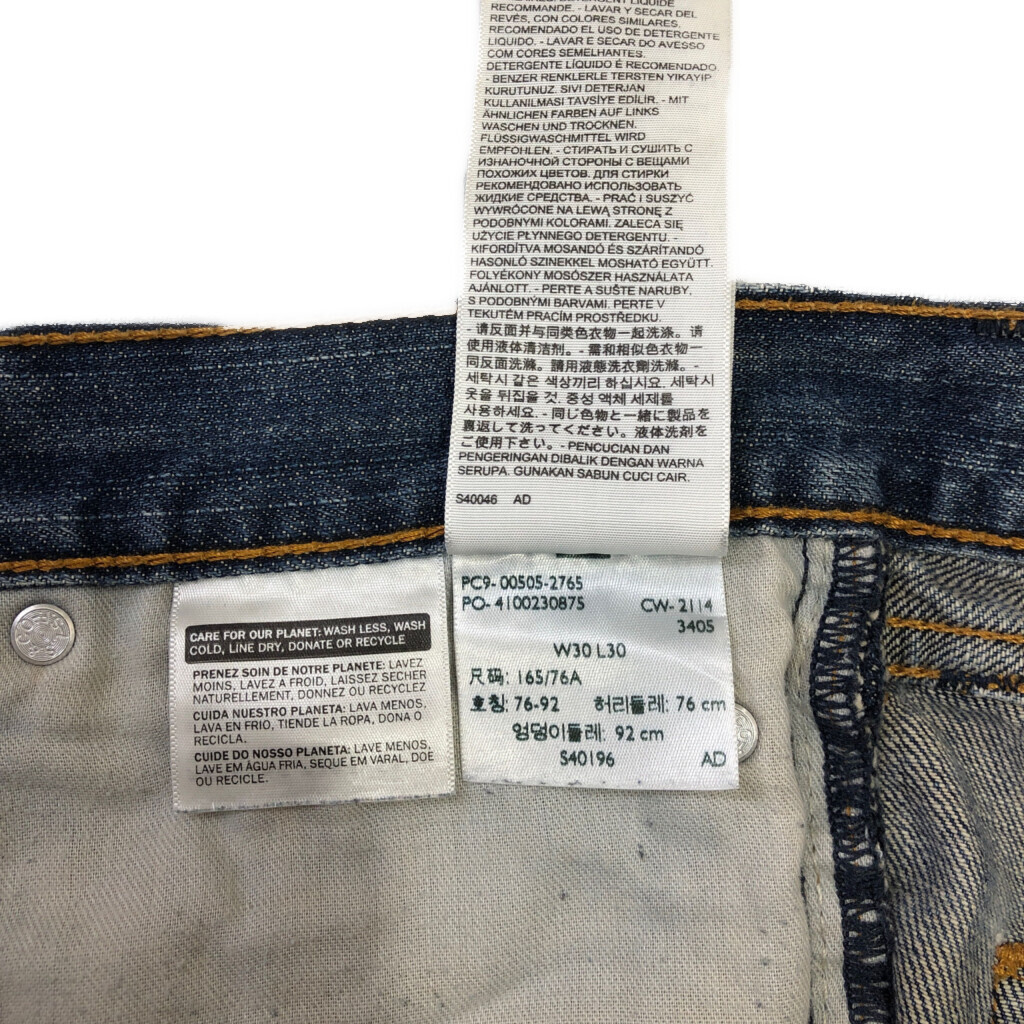 RECOMMANDE. - LAVAR Y SECAR DEL
REVÉS, CON COLORES SIMILARES.
RECOMENDADO EL USO DE DETERGENTE
LIQUIDO. - LAVAR E SECAR DO AVESSO
COM CORES SEMELHANTES.
DETERGENTE LÍQUIDO É RECOMENDADO.
- BENZER RENKLERLE TERSTEN YIKAYIP
KURUTUNUZ. SIVI DETERJAN
KULLANILMASI TAVSİYE EDİLİR. - MIT
ÄHNLICHEN FARBEN AUF LINKS
WASCHEN UND TROCKNEN.
FLÜSSIGWASCHMITTEL WIRD
EMPFOHLEN. - СТИРАТЬ И СУШИТЬ С
ИЗНАНОЧНОЙ СТОРОНЫ С ВЕЩАМИ
ПОХОЖИХ ЦВЕТОВ. ДЛЯ СТИРКИ
РЕКОМЕНДОВАНО ИСПОЛЬЗОВАТЬ
ЖИДКИЕ СРЕДСТВА. - PRAĆ I SUSZYĆ
WYWRÓCONE NA LEWĄ STRONĘ Z
PODOBNYMI KOLORAMI. ZALECA SIĘ
UŻYCIE PŁYNNEGO DETERGENTU. -
KIFORDÍTVA MOSANDÓ ÉS SZÁRÍTANDÓ
HASONLÓ SZINEKKEL MOSHATÓ EGYÜTT.
FOLYÉKONY MOSÓSZER HASZNÁLATA
AJÁNLOTT. - PERTE A SUŠTE NARUBY,
S PODOBNÝMI BARVAMI. PERTE V
TEKUTÉM PRACÍM PROSTŘEDKU.
- 请反面并与同类色衣物一起洗涤。请
使用液体清洁剂。- 需和相似色衣物一
同反面洗滌。請用液態洗衣劑洗滌。-
세탁시 같은 색상끼리 하십시요. 세탁시
옷을 뒤집을 것. 중성 액체 세제를
사용하세요. - 同じ色物と一緒に製品を
裏返して洗ってください。液体洗剤を
ご使用下さい。- PENCUCIAN DAN
PENGERINGAN DIBALIK DENGAN WARNA
SERUPA. GUNAKAN SABUN CUCI CAIR.
S40046 AD
CARE FOR OUR PLANET: WASH LESS, WASH
COLD, LINE DRY, DONATE OR RECYCLE
PRENEZ SOIN DE NOTRE PLANETE: LAVEZ
MOINS, LAVEZ A FROID, LAISSEZ SECHER
NATURELLEMENT, DONNEZ OU RECYCLEZ
CUIDA NUESTRO PLANETA: LAVA MENOS,
LAVA EN FRIO, TIENDE LA ROPA, DONA O
RECICLA.
CUIDE DO NOSSO PLANETA: LAVE MENOS,
LAVE EM ÀGUA FRIA, SEQUE EM VARAL, DOE
OU RECICLE.
PC9-00505-2765
PO-4100230875 CW-2114
3405
W30 L30
尺码: 165/76A
호칭: 76-92 허리둘레: 76 cm
엉덩이둘레: 92 cm
S40196 AD